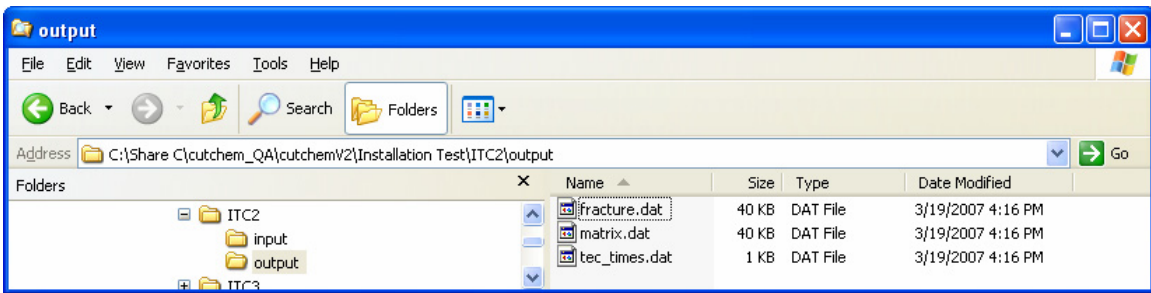 output
File Edit View Favorites Tools Help
Back Search Folders
Address C:\Share C\cutchem_QA\cutchemV2\Installation Test\ITC2\output Go
Folders × Name Size Type Date Modified
ITC2 fracture.dat 40 KB DAT File 3/19/2007 4:16 PM
input matrix.dat 40 KB DAT File 3/19/2007 4:16 PM
output tec_times.dat 1 KB DAT File 3/19/2007 4:16 PM
ITC3